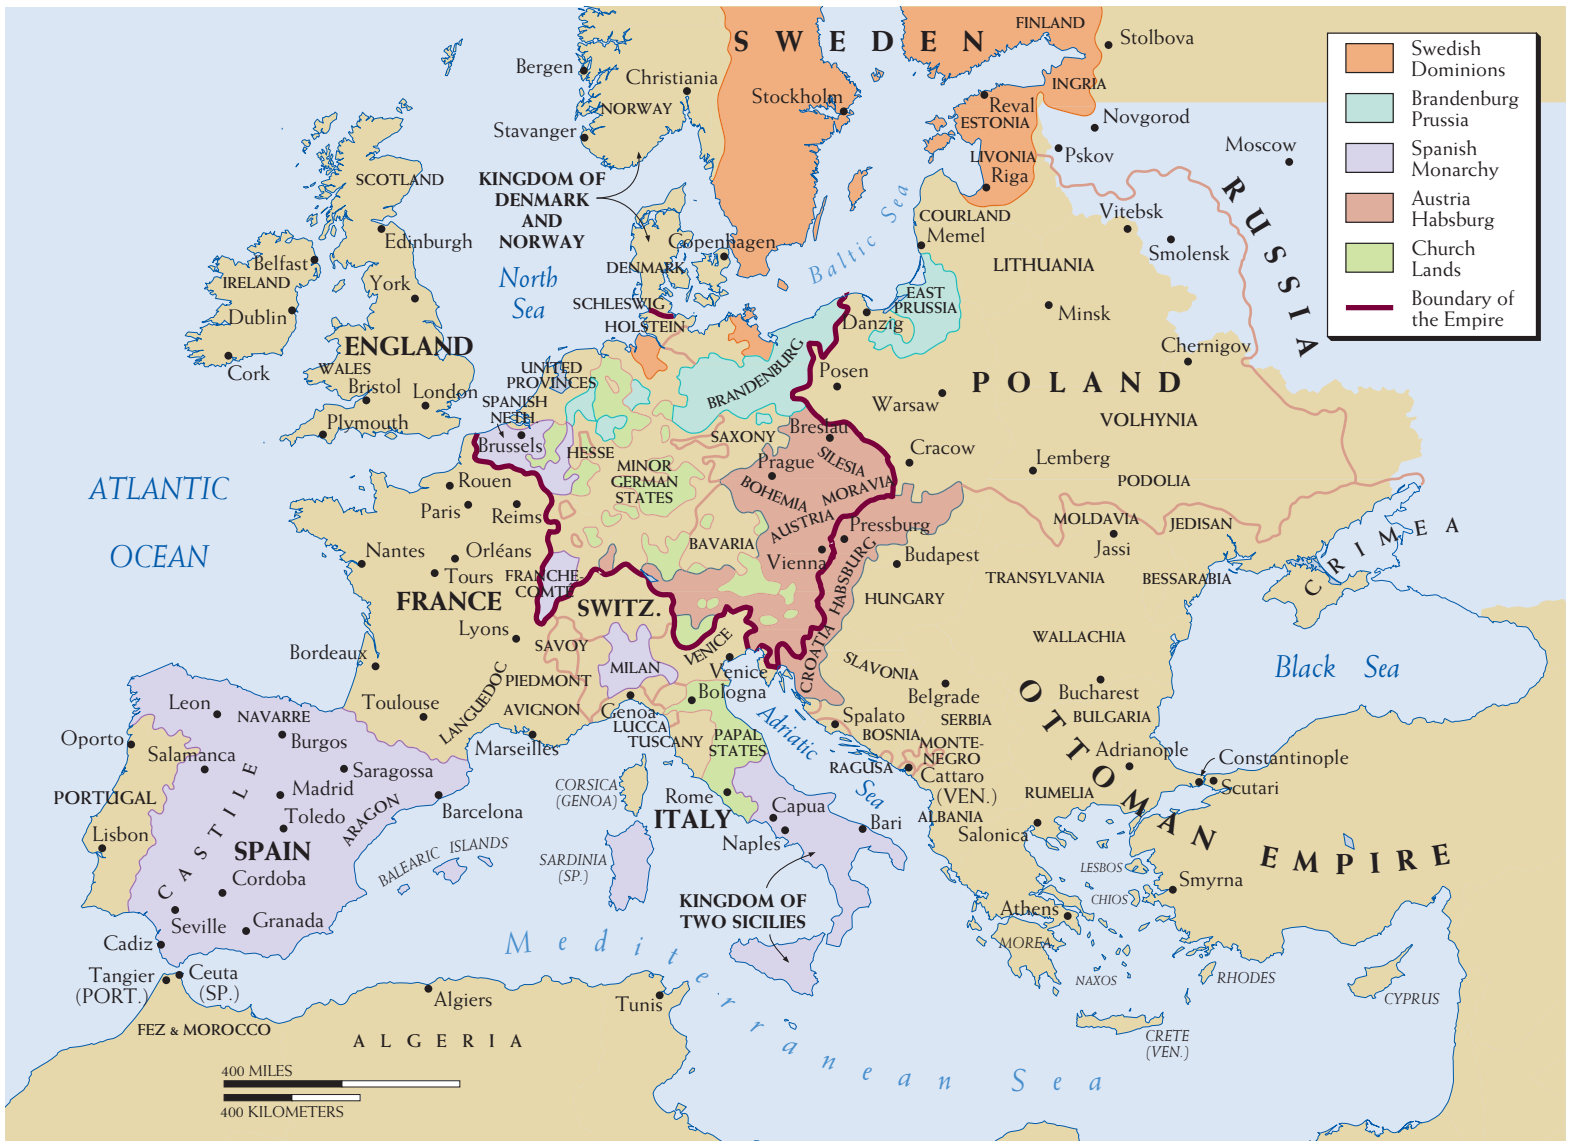 SWEDEN
FINLAND
Stolbova
Bergen
Christiania
NORWAY
Stockholm
INGRIA
Reval
ESTONIA
Novgorod
Stavanger
LIVONIA
Riga
Pskov
Moscow
RUSSIA
Swedish
Dominions
Brandenburg
Prussia
Spanish
Monarchy
Austria
Habsburg
Church
Lands
Boundary of
the Empire
SCOTLAND
KINGDOM OF
DENMARK
AND
NORWAY
Edinburgh
Copenhagen
Baltic Sea
COURLAND
Memel
Vitebsk
Smolensk
Belfast
IRELAND
York
North
Sea
DENMARK
LITHUANIA
EAST
PRUSSIA
Dublin
SCHLESWIG
HOLSTEIN
Danzig
Minsk
ENGLAND
Chernigov
Cork
WALES
Bristol
London
Plymouth
UNITED
PROVINCES
SPANISH
NETH.
Brussels
BRANDENBURG
Posen
POLAND
Warsaw
VOLHYNIA
HESSE
SAXONY
Breslau
SILESIA
Cracow
Lemberg
PODOLIA
MINOR
GERMAN
STATES
Prague
BOHEMIA
MORAVIA
ATLANTIC
OCEAN
Rouen
Paris
Reims
AUSTRIA
Pressburg
MOLDAVIA
JEDISAN
Jassi
CRIMEA
Nantes
Orléans
Tours
BAVARIA
Vienna
Budapest
FRANCHE-
COMTÉ
TRANSYLVANIA
BESSARABIA
FRANCE
SWITZ.
HABSBURG
HUNGARY
Lyons
SAVOY
VENICE
CROATIA
WALLACHIA
Bordeaux
MILAN
Venice
SLAVONIA
Black Sea
PIEDMONT
Bologna
Belgrade
Bucharest
Toulouse
LANGUEDOC
AVIGNON
Genoa
LUCCA
TUSCANY
Adriatic
Sea
Spalato
BOSNIA
SERBIA
BULGARIA
OTTOMAN EMPIRE
Leon
NAVARRE
Burgos
Marseilles
PAPAL
STATES
MONTE-
NEGRO
Adrianople
Constantinople
Oporto
Salamanca
Saragossa
RAGUSA
Cattaro
(VEN.)
Scutari
PORTUGAL
Madrid
Toledo
ARAGON
Barcelona
CORSICA
(GENOA)
Rome
ITALY
Capua
Bari
RUMELIA
ALBANIA
Salonica
Lisbon
CASTILE
SPAIN
BALEARIC ISLANDS
SARDINIA
(SP.)
Naples
LESBOS
Cordoba
KINGDOM OF
TWO SICILIES
Smyrna
CHIOS
Seville
Granada
Athens
Cadiz
MOREA
Tangier
(PORT.)
Ceuta
(SP.)
Mediterranean Sea
NAXOS
RHODES
CYPRUS
Algiers
Tunis
FEZ & MOROCCO
ALGERIA
CRETE
(VEN.)
400 MILES
400 KILOMETERS